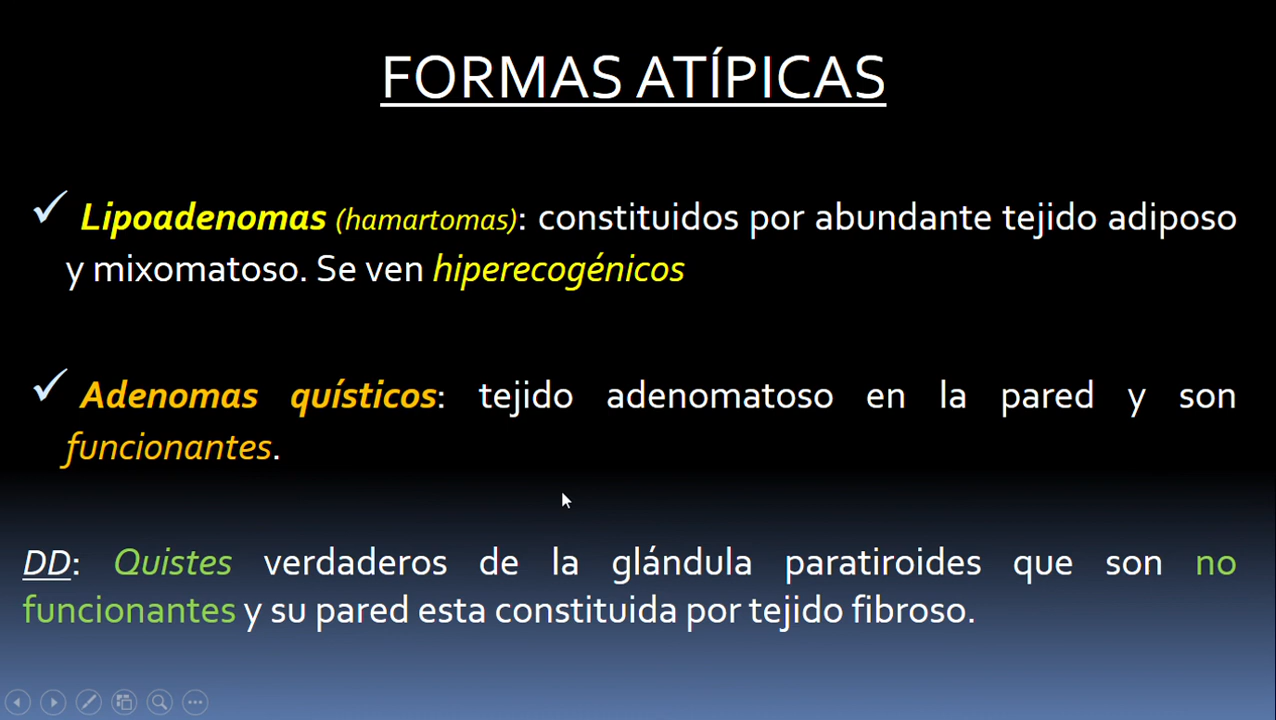 FORMAS ATÍPICAS
✓ Lipoadenomas (hamartomas): constituidos por abundante tejido adiposo
y mixomatoso. Se ven hiperecogénicos
✓ Adenomas quísticos: tejido adenomatoso en la pared y son
funcionantes.
DD: Quistes verdaderos de la glándula paratiroides que son no
funcionantes y su pared esta constituida por tejido fibroso.